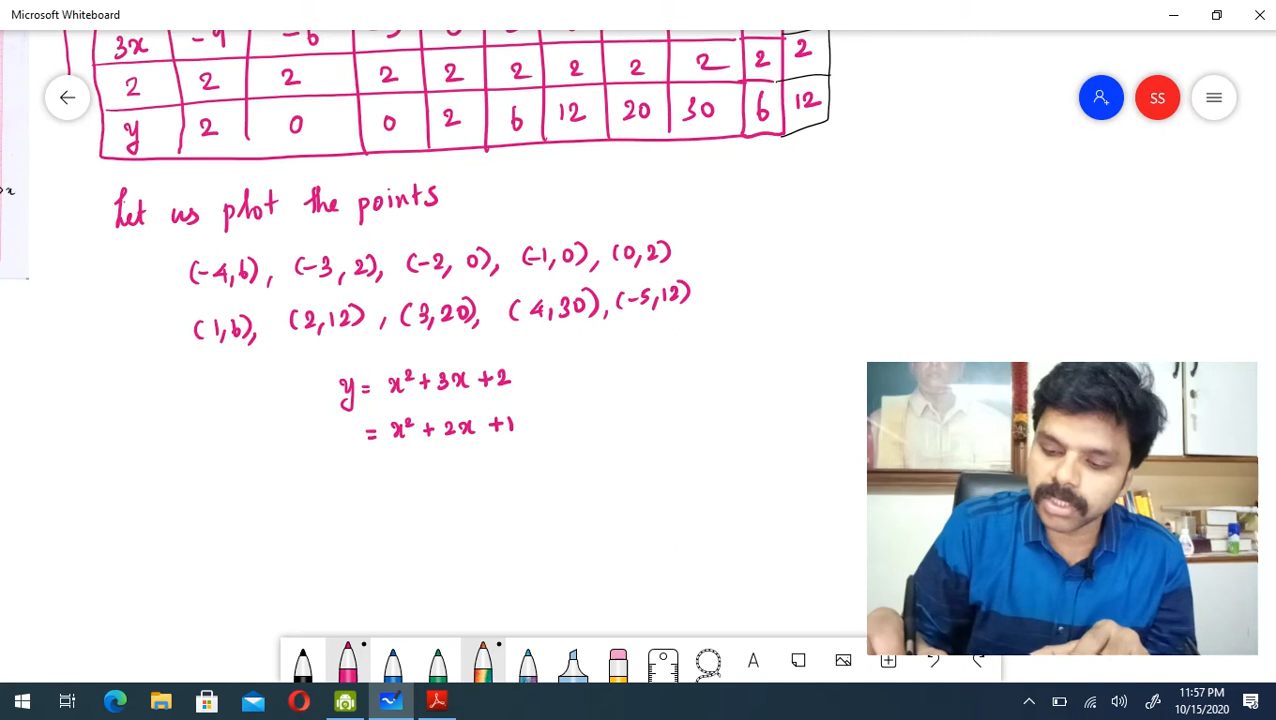 Microsoft Whiteboard
3x -9 -6 -3
2 2 2 2 2 2 2 2 2 2 2
y 2 0 0 2 6 12 20 30 6 12
x
Let us plot the points
(-4,6), (-3,2), (-2,0), (-1,0), (0,2)
(1,6), (2,12), (3,20), (4,30), (-5,12)
y = x² + 3x + 2
= x² + 2x + 1
SS
A
11:57 PM
10/15/2020